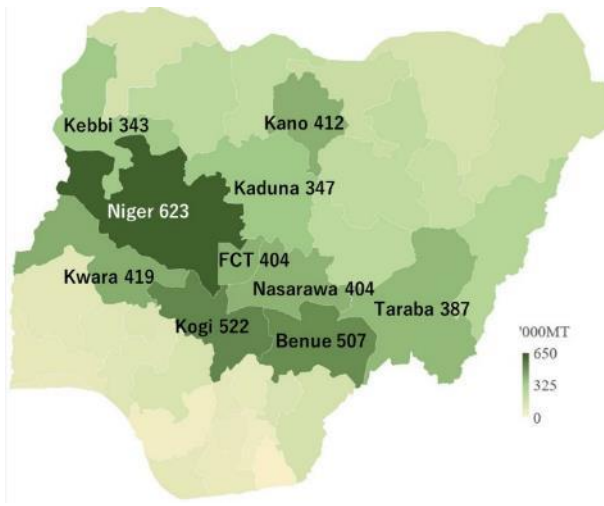 Kebbi 343
Kano 412
Kaduna 347
Niger 623
FCT 404
Kwara 419
Nasarawa 404
Taraba 387
Kogi 522
Benue 507
'000MT
650
325
0